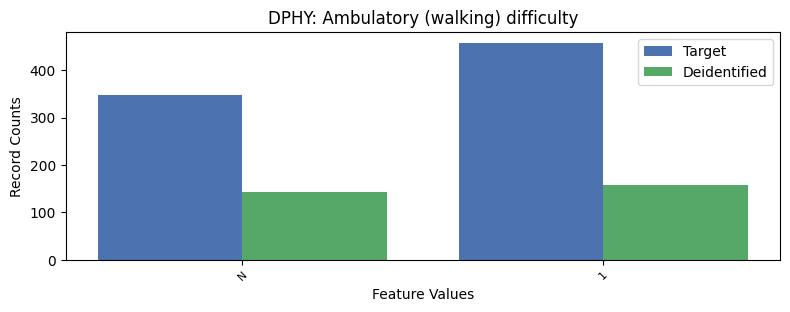 DPHY: Ambulatory (walking) difficulty
Target
Deidentified
Record Counts
400
300
200
100
0
N
1
Feature Values